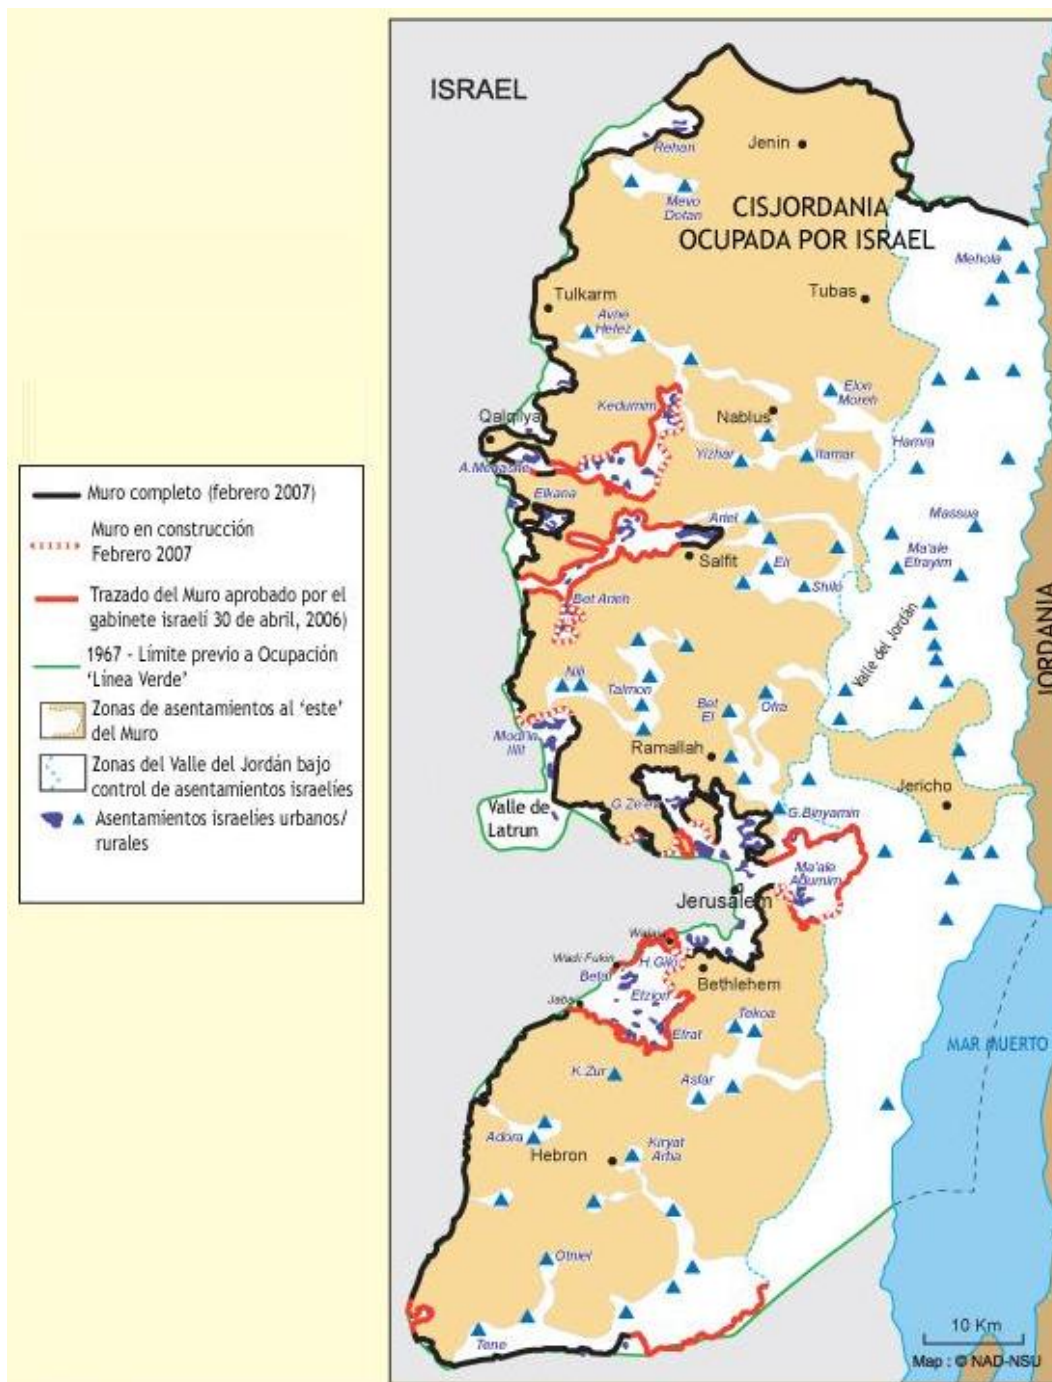 ISRAEL
Rehan
Jenin
Mevo
Dotan
CISJORDANIA
OCUPADA POR ISRAEL
Mehola
Tulkarm
Tubas
Avne
Hefez
Kedumim
Elon
Moreh
Qalqilya
Nablus
Hamra
Yizhar
Itamar
A.Menashe
Elkana
Ariel
Massua
Salfit
Eli
Ma'ale
Efrayim
Shilo
Bet Arieh
Valle del Jordán
JORDANIA
Nili
Talmon
Bet
El
Ofra
Modi'in
Illit
Ramallah
Jericho
Valle de
Latrun
G.Ze'ev
G.Binyamin
Ma'ale
Adumim
Jerusalem
Walaja
Wadi Fukin
H.Gilo
Betar
Bethlehem
Etzion
Jaba
Efrat
Tekoa
MAR MUERTO
K.Zur
Asfar
Adora
Kiryat
Arba
Hebron
Otniel
Tene
10 Km
Map : © NAD-NSU
Muro completo (febrero 2007)
Muro en construcción
Febrero 2007
Trazado del Muro aprobado por el
gabinete israelí 30 de abril, 2006)
1967 - Límite previo a Ocupación
'Línea Verde'
Zonas de asentamientos al 'este'
del Muro
Zonas del Valle del Jordán bajo
control de asentamientos israelíes
Asentamientos israelíes urbanos/
rurales